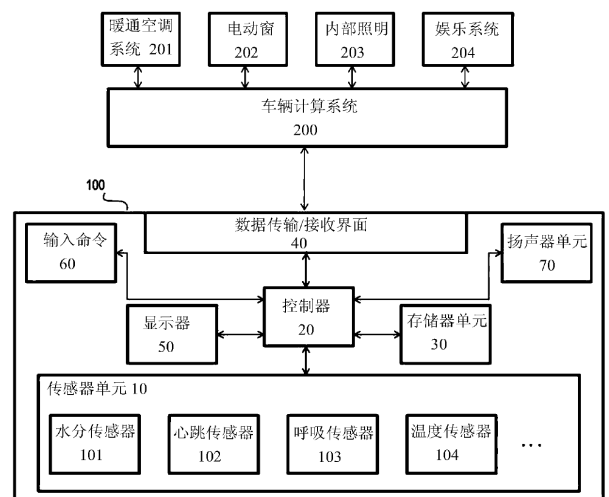 暖通空调
系统 201
电动窗
202
内部照明
203
娱乐系统
204
车辆计算系统
200
100
数据传输/接收界面
40
输入命令
60
扬声器单元
70
控制器
20
显示器
50
存储器单元
30
传感器单元 10
水分传感器
101
心跳传感器
102
呼吸传感器
103
温度传感器
104
...